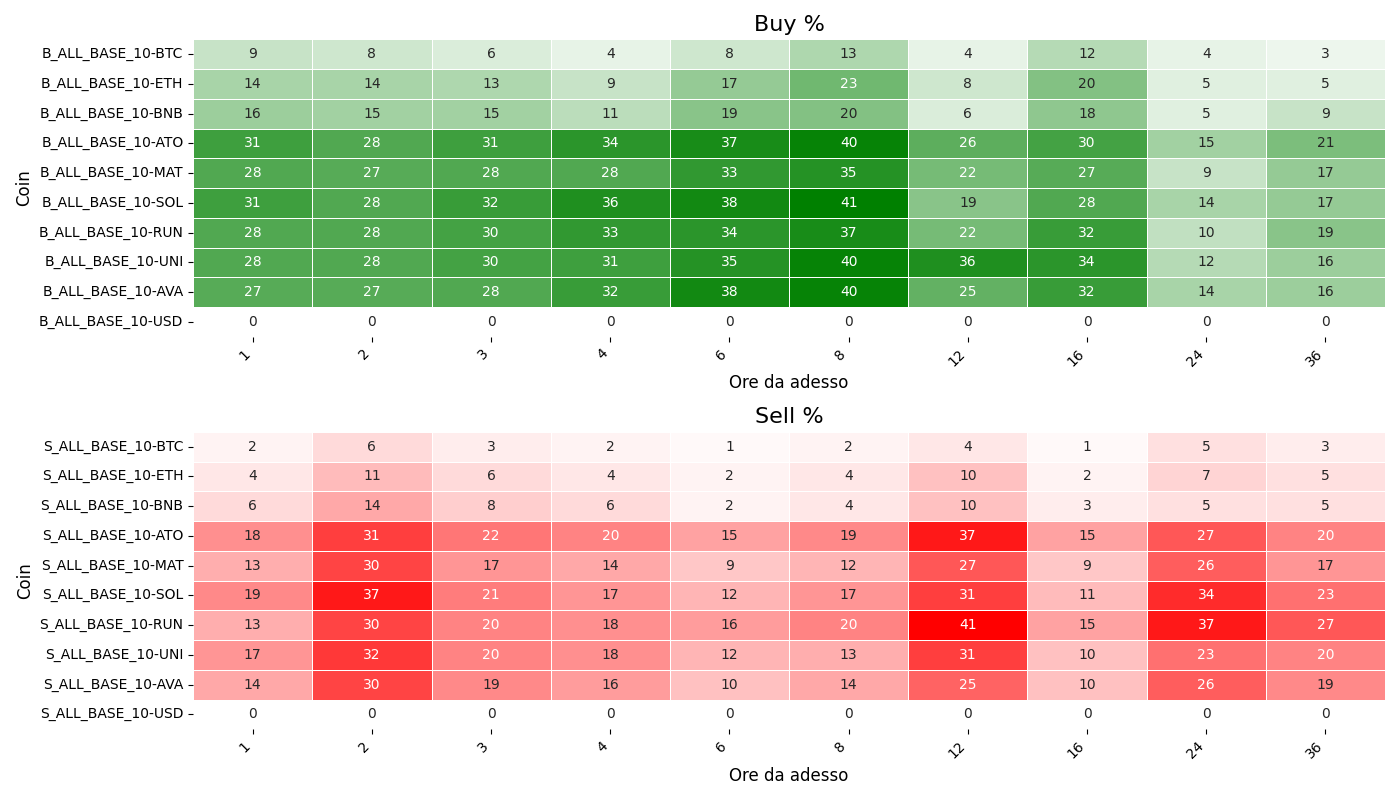 Buy %
Coin
B_ALL_BASE_10-BTC 9 8 6 4 8 13 4 12 4 3
B_ALL_BASE_10-ETH 14 14 13 9 17 23 8 20 5 5
B_ALL_BASE_10-BNB 16 15 15 11 19 20 6 18 5 9
B_ALL_BASE_10-ATO 31 28 31 34 37 40 26 30 15 21
B_ALL_BASE_10-MAT 28 27 28 28 33 35 22 27 9 17
B_ALL_BASE_10-SOL 31 28 32 36 38 41 19 28 14 17
B_ALL_BASE_10-RUN 28 28 30 33 34 37 22 32 10 19
B_ALL_BASE_10-UNI 28 28 30 31 35 40 36 34 12 16
B_ALL_BASE_10-AVA 27 27 28 32 38 40 25 32 14 16
B_ALL_BASE_10-USD 0 0 0 0 0 0 0 0 0 0
1 2 3 4 6 8 12 16 24 36
Ore da adesso
Sell %
Coin
S_ALL_BASE_10-BTC 2 6 3 2 1 2 4 1 5 3
S_ALL_BASE_10-ETH 4 11 6 4 2 4 10 2 7 5
S_ALL_BASE_10-BNB 6 14 8 6 2 4 10 3 5 5
S_ALL_BASE_10-ATO 18 31 22 20 15 19 37 15 27 20
S_ALL_BASE_10-MAT 13 30 17 14 9 12 27 9 26 17
S_ALL_BASE_10-SOL 19 37 21 17 12 17 31 11 34 23
S_ALL_BASE_10-RUN 13 30 20 18 16 20 41 15 37 27
S_ALL_BASE_10-UNI 17 32 20 18 12 13 31 10 23 20
S_ALL_BASE_10-AVA 14 30 19 16 10 14 25 10 26 19
S_ALL_BASE_10-USD 0 0 0 0 0 0 0 0 0 0
1 2 3 4 6 8 12 16 24 36
Ore da adesso